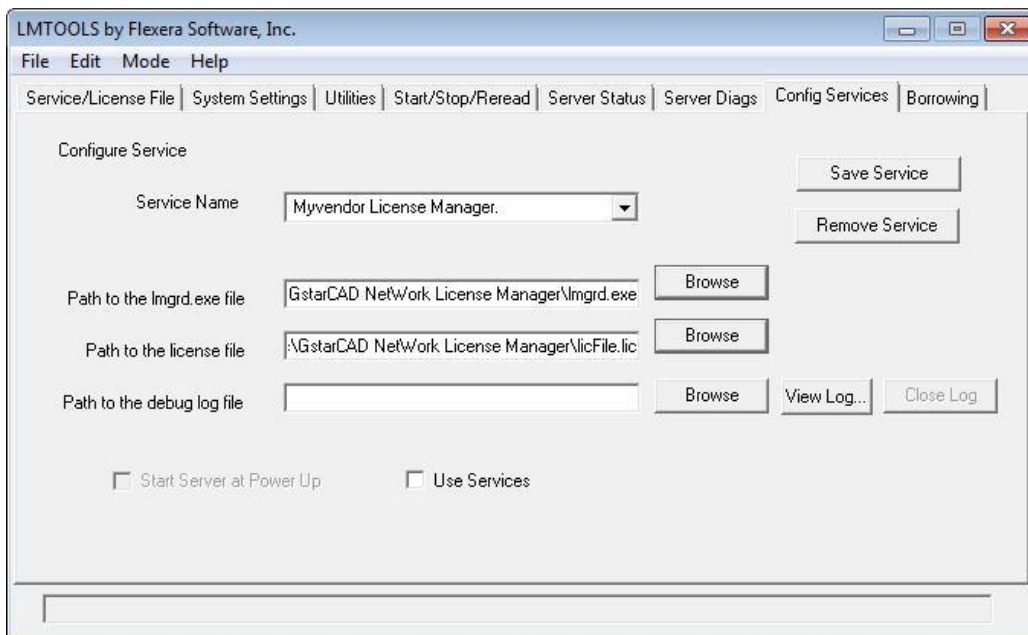 LMTOOLS by Flexera Software, Inc.
File Edit Mode Help
Service/License File System Settings Utilities Start/Stop/Reread Server Status Server Diags Config Services Borrowing
Configure Service
Save Service
Service Name Myvendor License Manager.
Remove Service
Path to the lmgrd.exe file GstarCAD NetWork License Manager\lmgrd.exe Browse
Path to the license file :\GstarCAD NetWork License Manager\licFile.lic Browse
Path to the debug log file Browse View Log... Close Log
Start Server at Power Up Use Services